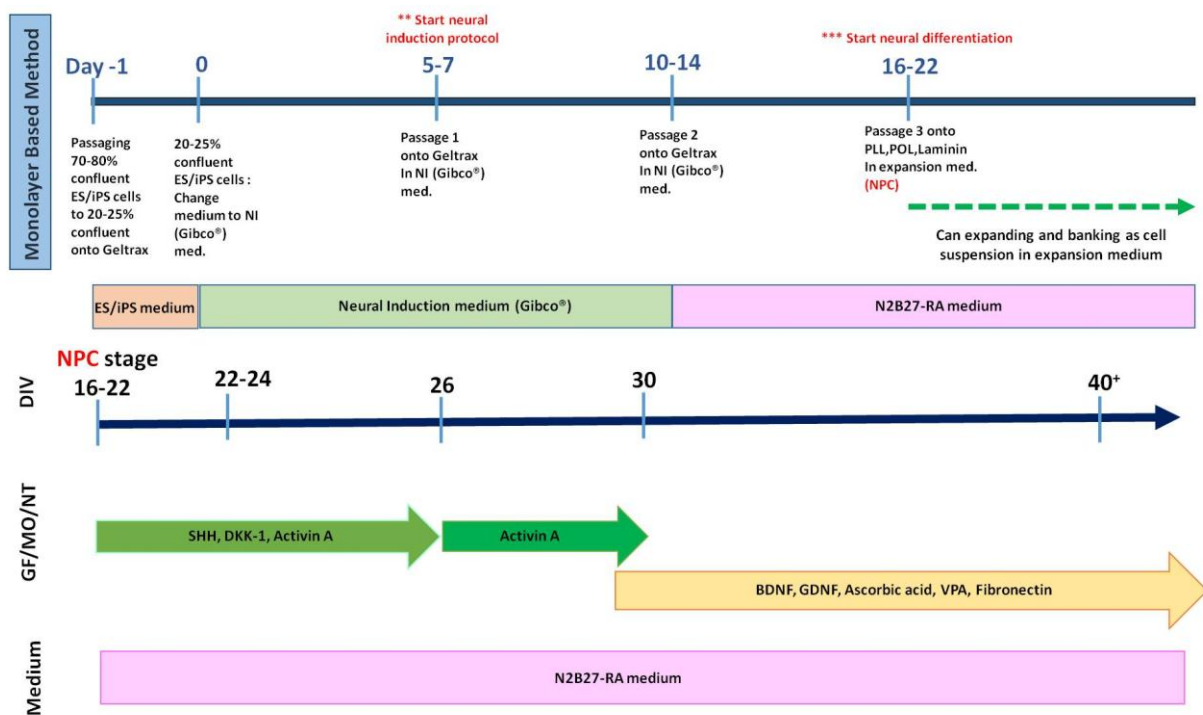 Monolayer Based Method
** Start neural
induction protocol
*** Start neural differentiation
Day -1
0
5-7
10-14
16-22
Passaging
70-80%
confluent
ES/iPS cells
to 20-25%
confluent
onto Geltrax
20-25%
confluent
ES/iPS cells :
Change
medium to NI
(Gibco®)
med.
Passage 1
onto Geltrax
In NI (Gibco®)
med.
Passage 2
onto Geltrax
In NI (Gibco®)
med.
Passage 3 onto
PLL,POL,Laminin
In expansion med.
(NPC)
Can expanding and banking as cell
suspension in expansion medium
ES/iPS medium
Neural Induction medium (Gibco®)
N2B27-RA medium
NPC stage
DIV
16-22
22-24
26
30
40+
GF/MO/NT
SHH, DKK-1, Activin A
Activin A
BDNF, GDNF, Ascorbic acid, VPA, Fibronectin
Medium
N2B27-RA medium